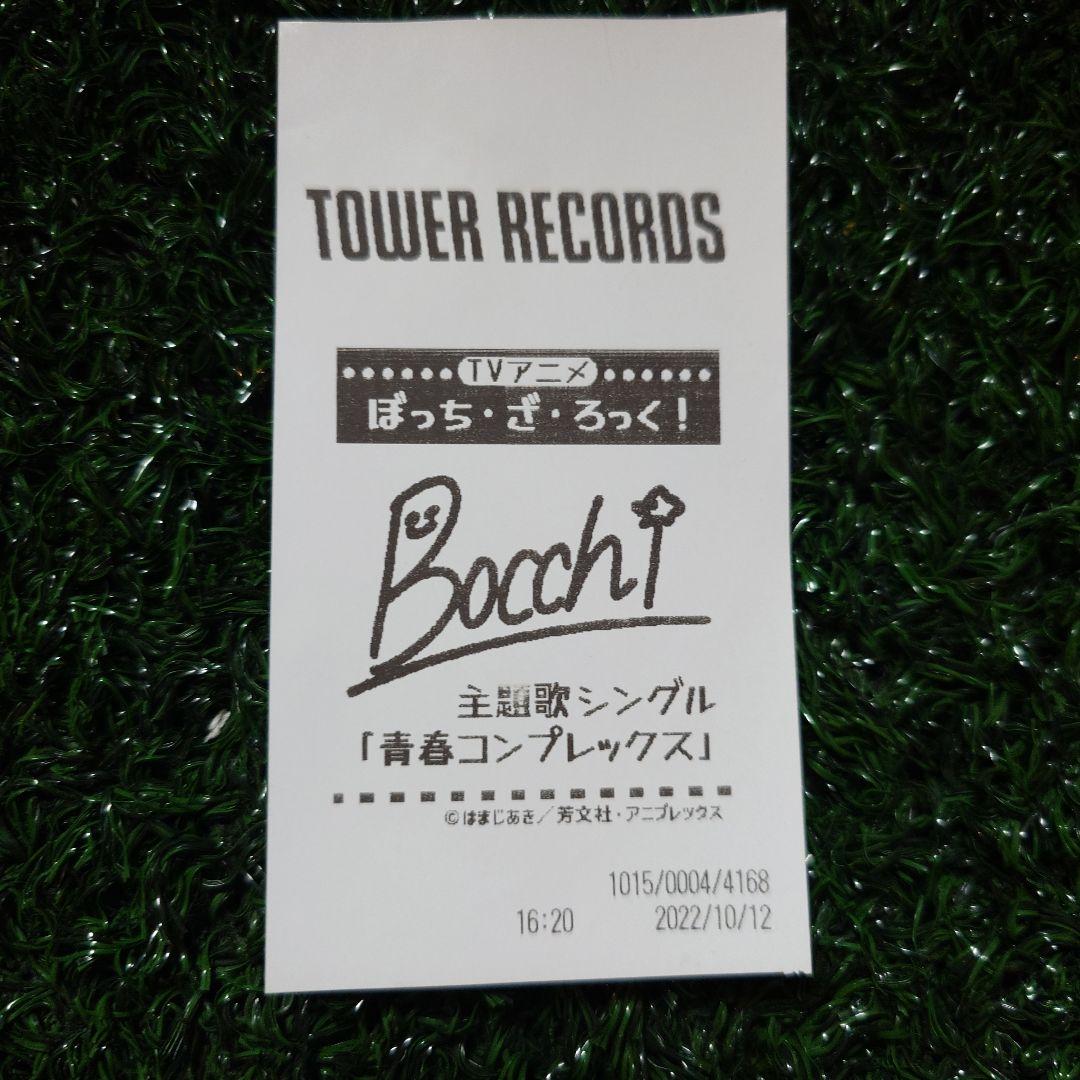 TOWER RECORDS
TVアニメ
ぼっち・ざ・ろっく！
Bocchi
主題歌シングル
「青春コンプレックス」
©はまじあき／芳文社・アニプレックス
1015/0004/4168
16:20 2022/10/12